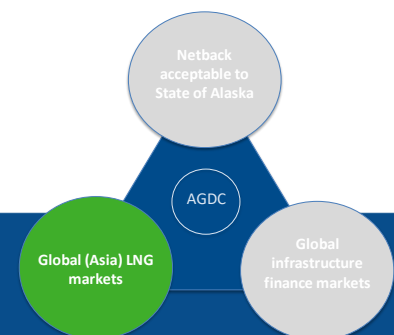 Netback
acceptable to
State of Alaska
AGDC
Global (Asia) LNG
markets
Global
infrastructure
finance markets